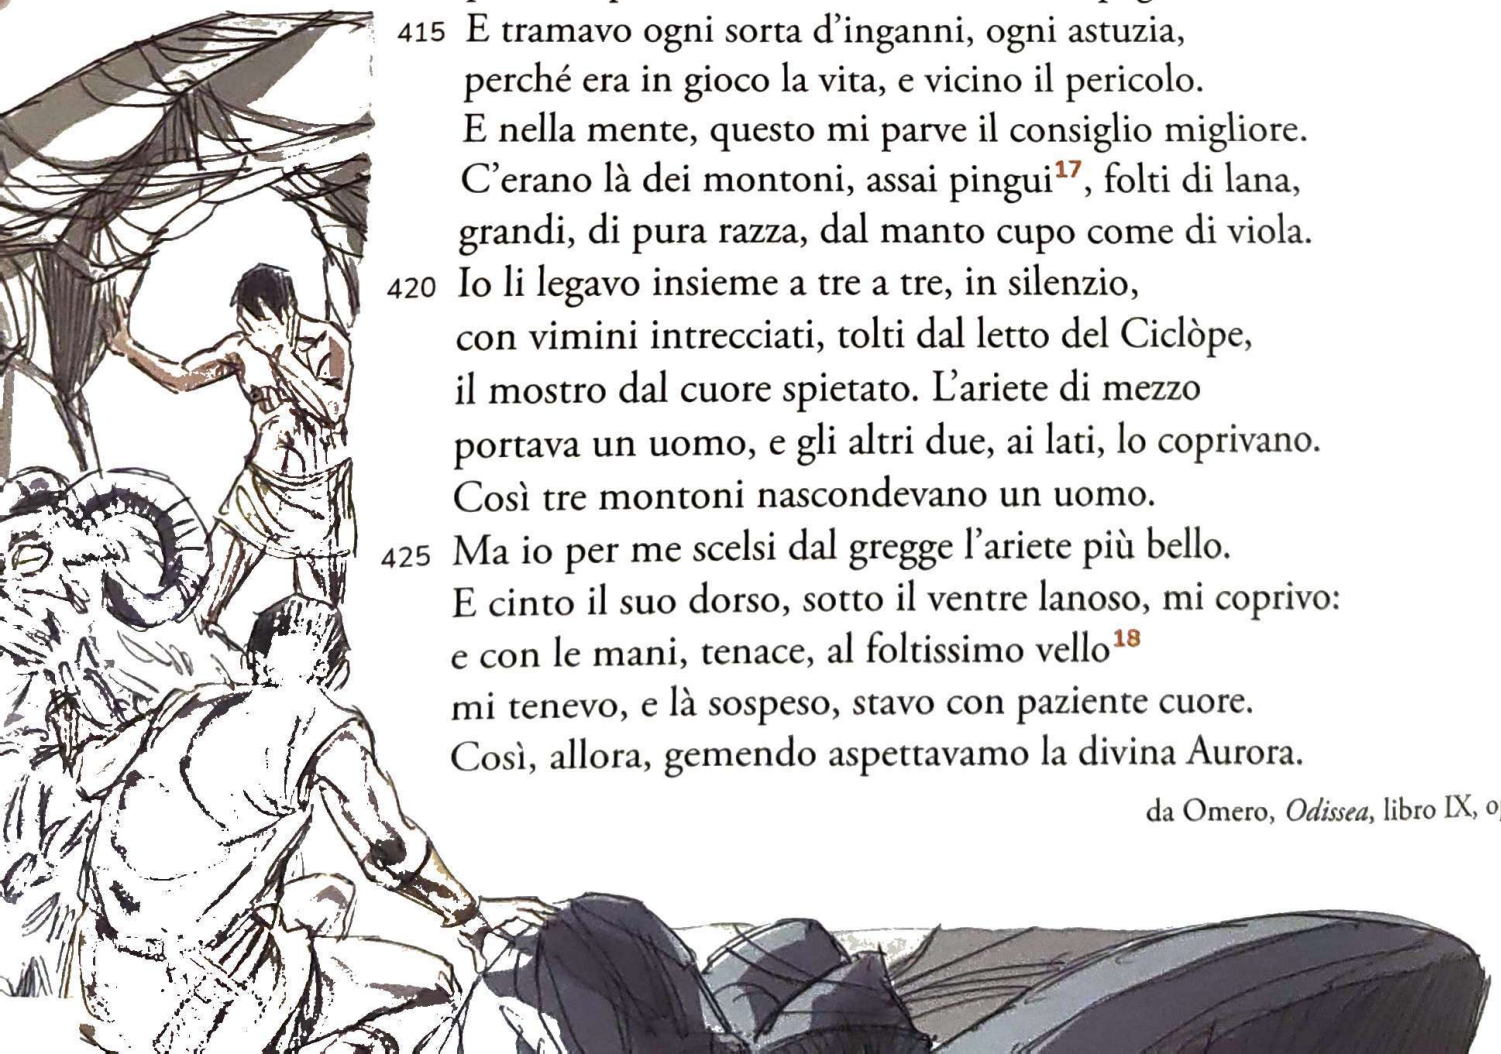 415 E tramavo ogni sorta d’inganni, ogni astuzia,
perché era in gioco la vita, e vicino il pericolo.
E nella mente, questo mi parve il consiglio migliore.
C’erano là dei montoni, assai pingui17, folti di lana,
grandi, di pura razza, dal manto cupo come di viola.
420 Io li legavo insieme a tre a tre, in silenzio,
con vimini intrecciati, tolti dal letto del Ciclòpe,
il mostro dal cuore spietato. L’ariete di mezzo
portava un uomo, e gli altri due, ai lati, lo coprivano.
Così tre montoni nascondevano un uomo.
425 Ma io per me scelsi dal gregge l’ariete più bello.
E cinto il suo dorso, sotto il ventre lanoso, mi coprivo:
e con le mani, tenace, al foltissimo vello18
mi tenevo, e là sospeso, stavo con paziente cuore.
Così, allora, gemendo aspettavamo la divina Aurora.
da Omero, Odissea, libro IX,